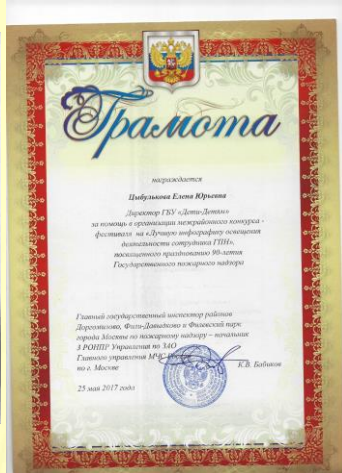 Грамота
награждается
Цыбулькова Елена Юрьевна
Директор ГБУ «Дети-Детям»
за помощь в организации межрайонного конкурса -
фестиваля на «Лучшую инфографику освещения
деятельности сотрудника ГПН»,
посвященного празднованию 90-летия
Государственного пожарного надзора
Главный государственный инспектор районов
Дорогомилово, Фили-Давыдково и Филевский парк
города Москвы по пожарному надзору – начальник
3 РОНПР Управления по ЗАО
Главного управления МЧС России
по г. Москве
К.В. Бабиков
25 мая 2017 года